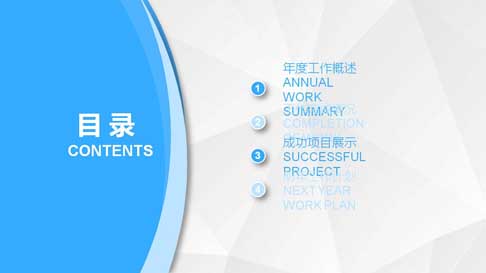 目录
CONTENTS
1
年度工作概述
ANNUAL
WORK
SUMMARY
2
COMPLETION
3
成功项目展示
SUCCESSFUL
PROJECT
4
NEXT YEAR
WORK PLAN